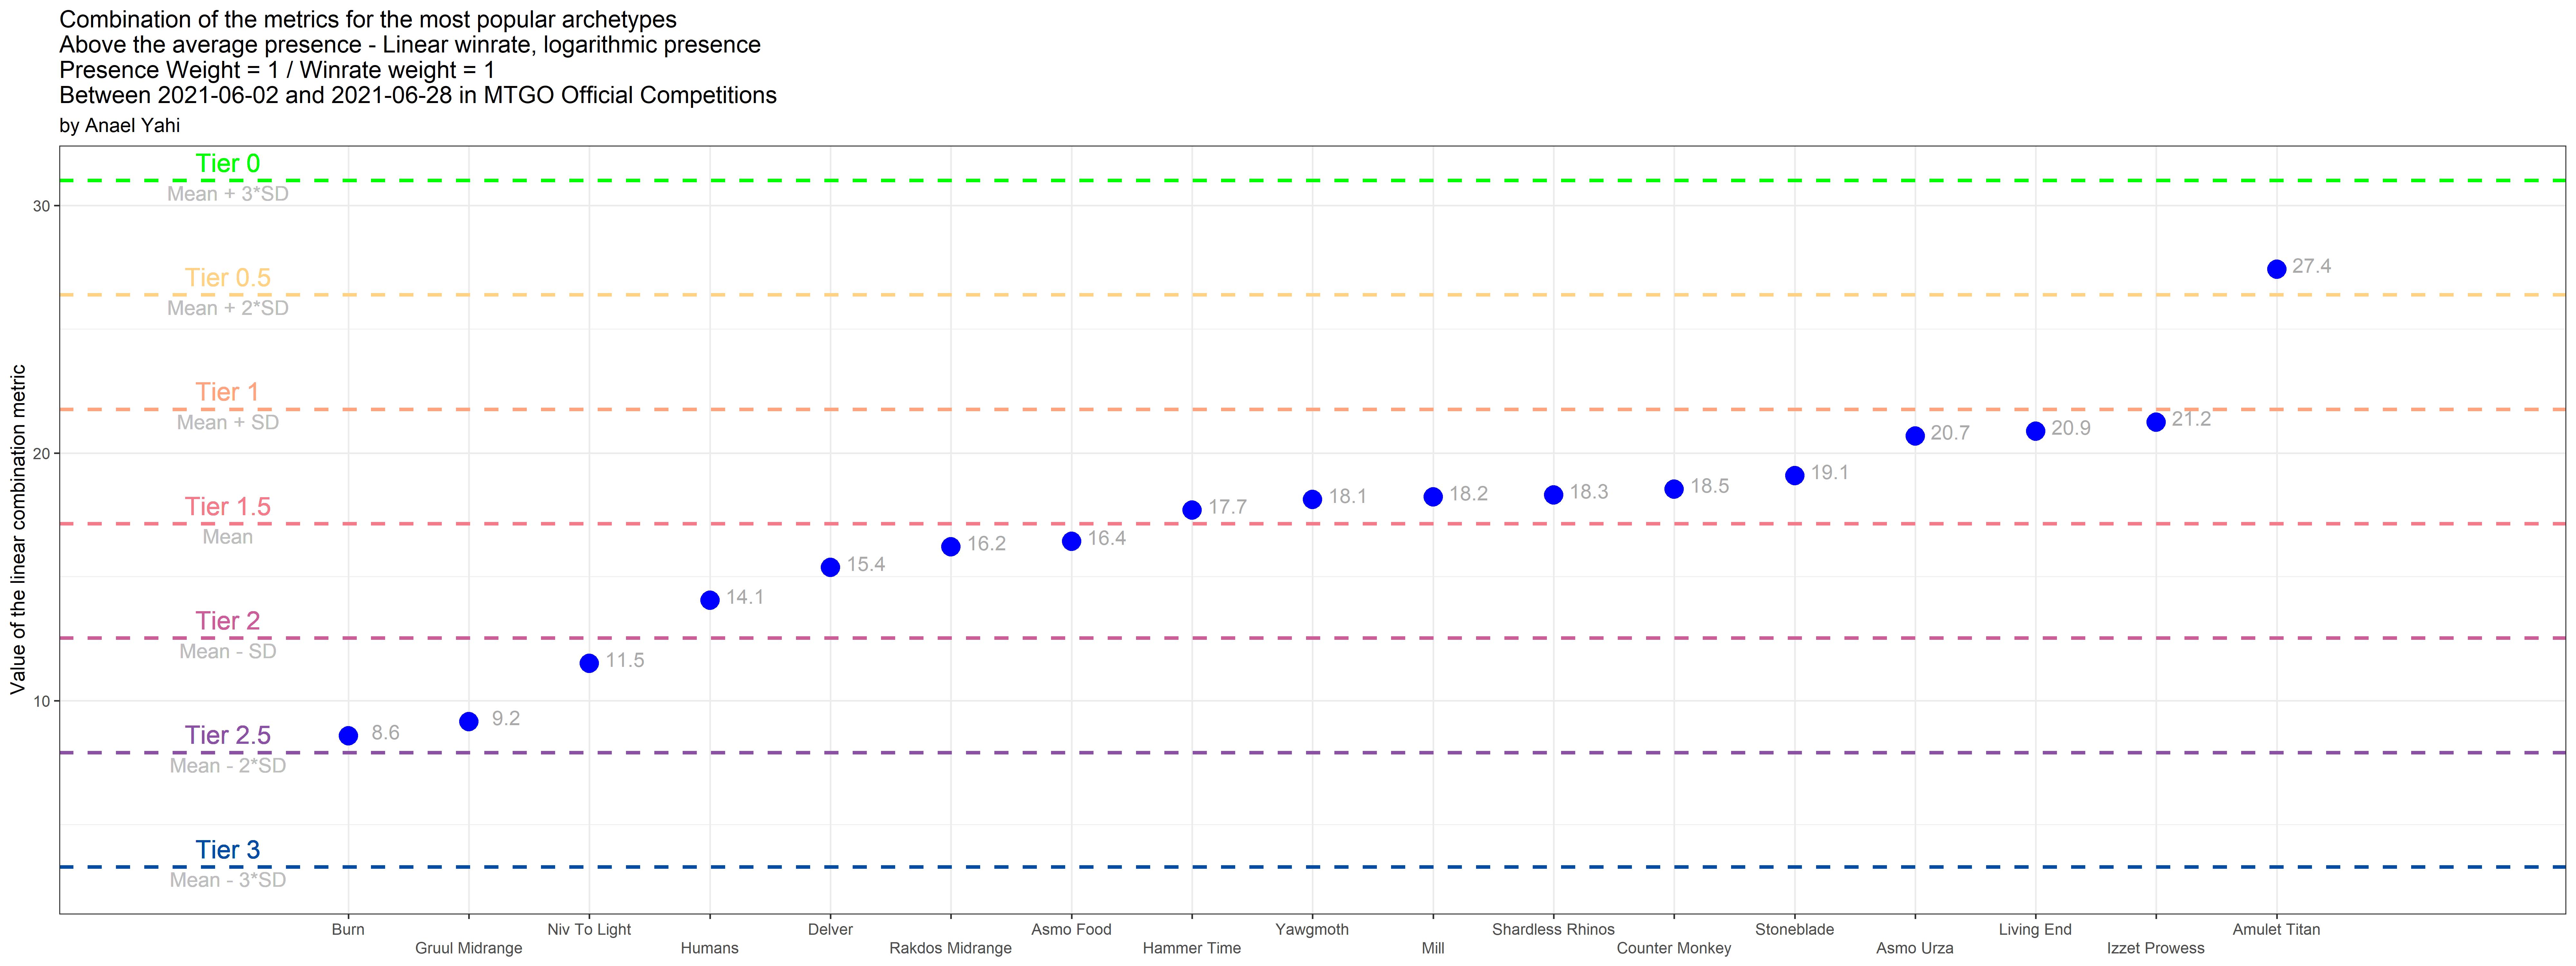 Combination of the metrics for the most popular archetypes
Above the average presence - Linear winrate, logarithmic presence
Presence Weight = 1 / Winrate weight = 1
Between 2021-06-02 and 2021-06-28 in MTGO Official Competitions
by Anael Yahi
Value of the linear combination metric
30
20
10
Tier 0
Mean + 3*SD
Tier 0.5
Mean + 2*SD
Tier 1
Mean + SD
Tier 1.5
Mean
Tier 2
Mean - SD
Tier 2.5
Mean - 2*SD
Tier 3
Mean - 3*SD
8.6
9.2
11.5
14.1
15.4
16.2
16.4
17.7
18.1
18.2
18.3
18.5
19.1
20.7
20.9
21.2
27.4
Burn
Gruul Midrange
Niv To Light
Humans
Delver
Rakdos Midrange
Asmo Food
Hammer Time
Yawgmoth
Mill
Shardless Rhinos
Counter Monkey
Stoneblade
Asmo Urza
Living End
Izzet Prowess
Amulet Titan